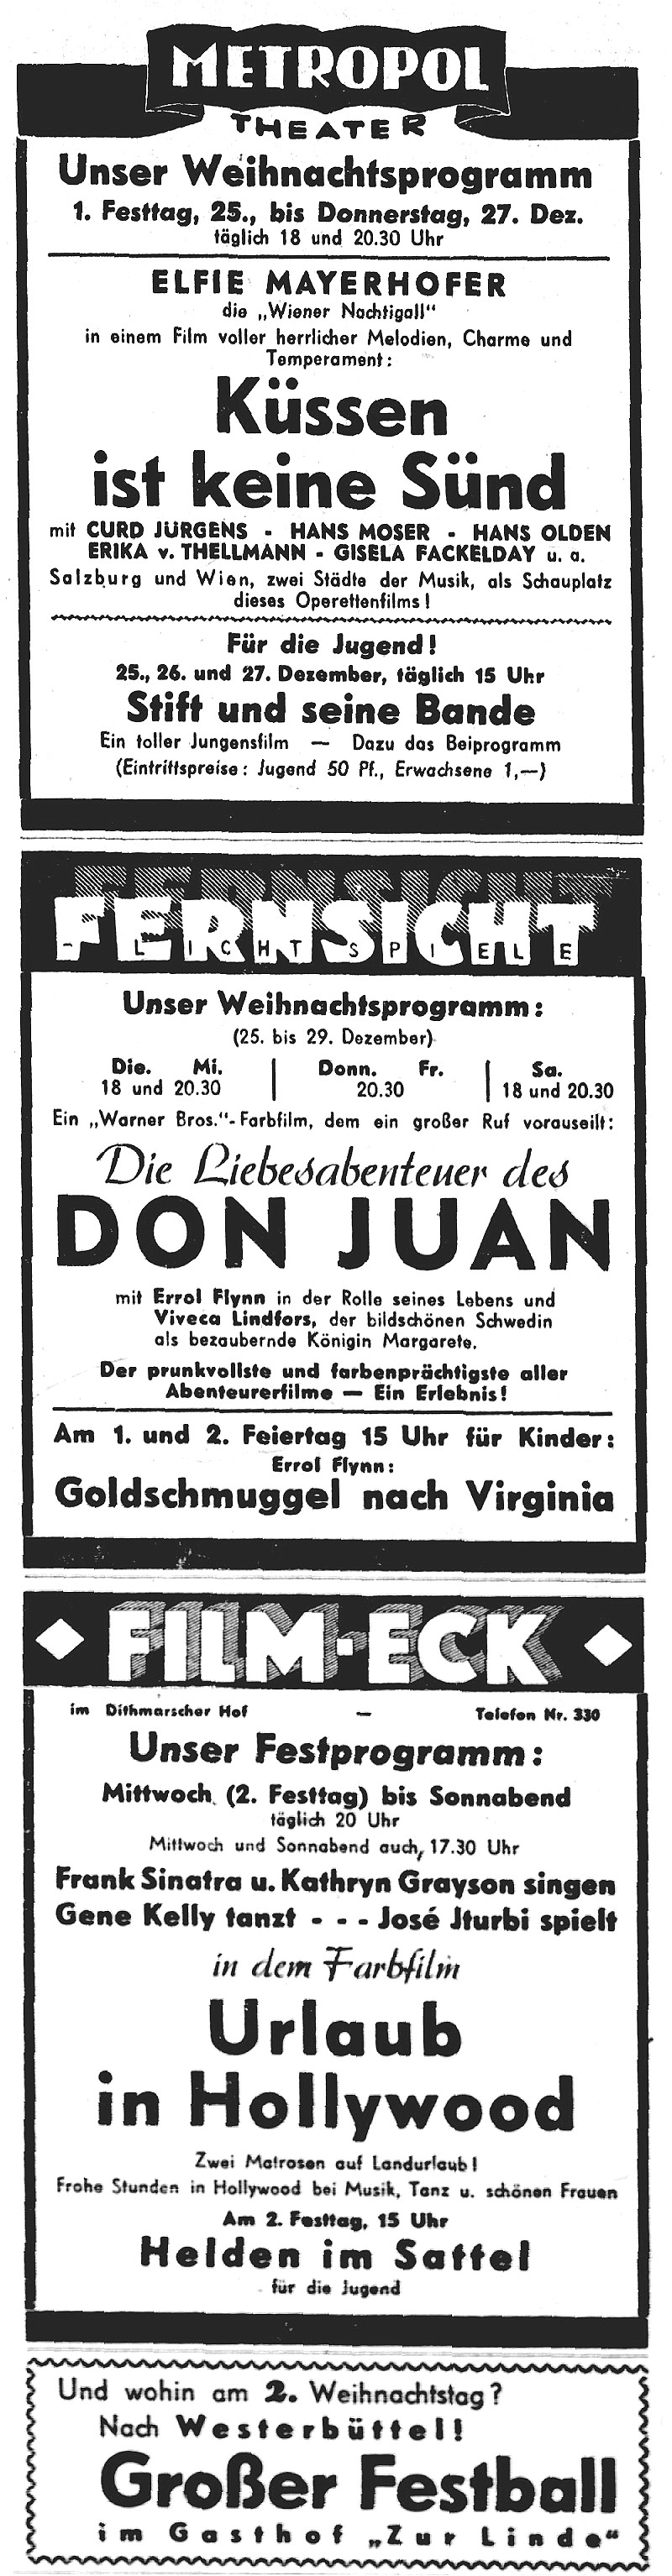 METROPOL
THEATER
Unser Weihnachtsprogramm
1. Festtag, 25., bis Donnerstag, 27. Dez.
täglich 18 und 20.30 Uhr
ELFIE MAYERHOFER
die „Wiener Nachtigall“
in einem Film voller herrlicher Melodien, Charme und
Temperament:
Küssen
ist keine Sünd
mit CURD JÜRGENS - HANS MOSER - HANS OLDEN
ERIKA v. THELLMANN - GISELA FACKELDAY u. a.
Salzburg und Wien, zwei Städte der Musik, als Schauplatz
dieses Operettenfilms!
Für die Jugend!
25., 26. und 27. Dezember, täglich 15 Uhr
Stift und seine Bande
Ein toller Jungensfilm — Dazu das Beiprogramm
(Eintrittspreise: Jugend 50 Pf., Erwachsene 1,—)
FERNSICHT
- LICHTSPIELE
Unser Weihnachtsprogramm:
(25. bis 29. Dezember)
Die. Mi. | Donn. Fr. | Sa.
18 und 20.30 | 20.30 | 18 und 20.30
Ein „Warner Bros.“-Farbfilm, dem ein großer Ruf vorauseilt:
Die Liebesabenteuer des
DON JUAN
mit Errol Flynn in der Rolle seines Lebens und
Viveca Lindfors, der bildschönen Schwedin
als bezaubernde Königin Margarete.
Der prunkvollste und farbenprächtigste aller
Abenteurerfilme — Ein Erlebnis!
Am 1. und 2. Feiertag 15 Uhr für Kinder:
Errol Flynn:
Goldschmuggel nach Virginia
FILM-ECK
im Dithmarscher Hof — Telefon Nr. 330
Unser Festprogramm:
Mittwoch (2. Festtag) bis Sonnabend
täglich 20 Uhr
Mittwoch und Sonnabend auch 17.30 Uhr
Frank Sinatra u. Kathryn Grayson singen
Gene Kelly tanzt - - - José Jturbi spielt
in dem Farbfilm
Urlaub
in Hollywood
Zwei Matrosen auf Landurlaub!
Frohe Stunden in Hollywood bei Musik, Tanz u. schönen Frauen
Am 2. Festtag, 15 Uhr
Helden im Sattel
für die Jugend
Und wohin am 2. Weihnachtstag?
Nach Westerbüttel!
Großer Festball
im Gasthof „Zur Linde“